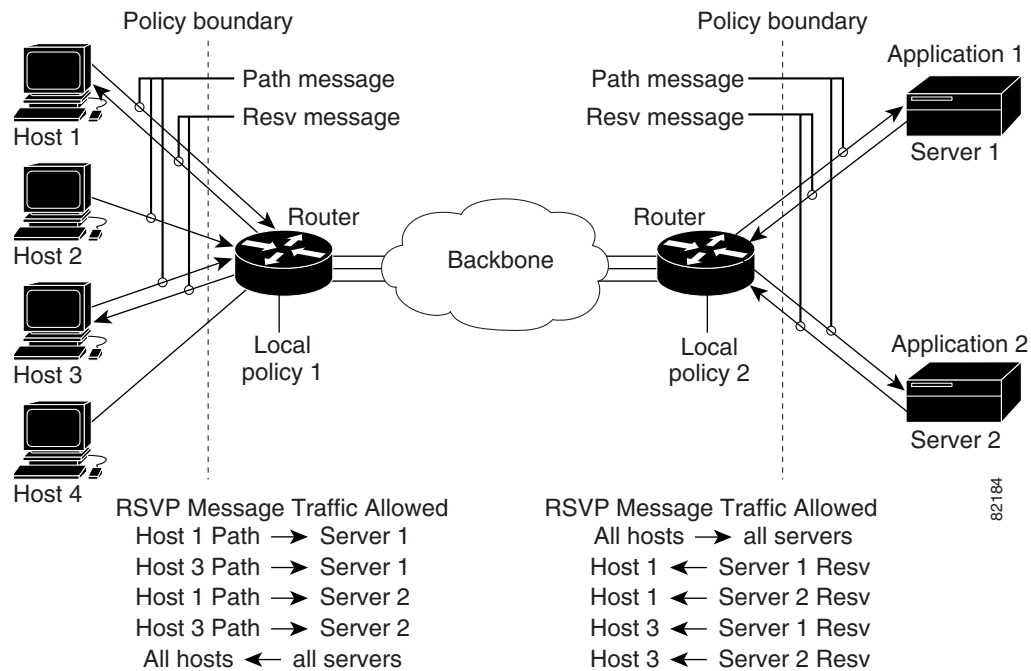 Policy boundary
Policy boundary
Path message
Resv message
Path message
Resv message
Application 1
Server 1
Host 1
Host 2
Host 3
Host 4
Router
Backbone
Router
Local
policy 1
Local
policy 2
Application 2
Server 2
82184
RSVP Message Traffic Allowed
Host 1 Path → Server 1
Host 3 Path → Server 1
Host 1 Path → Server 2
Host 3 Path → Server 2
All hosts ← all servers
RSVP Message Traffic Allowed
All hosts → all servers
Host 1 ← Server 1 Resv
Host 1 ← Server 2 Resv
Host 3 ← Server 1 Resv
Host 3 ← Server 2 Resv